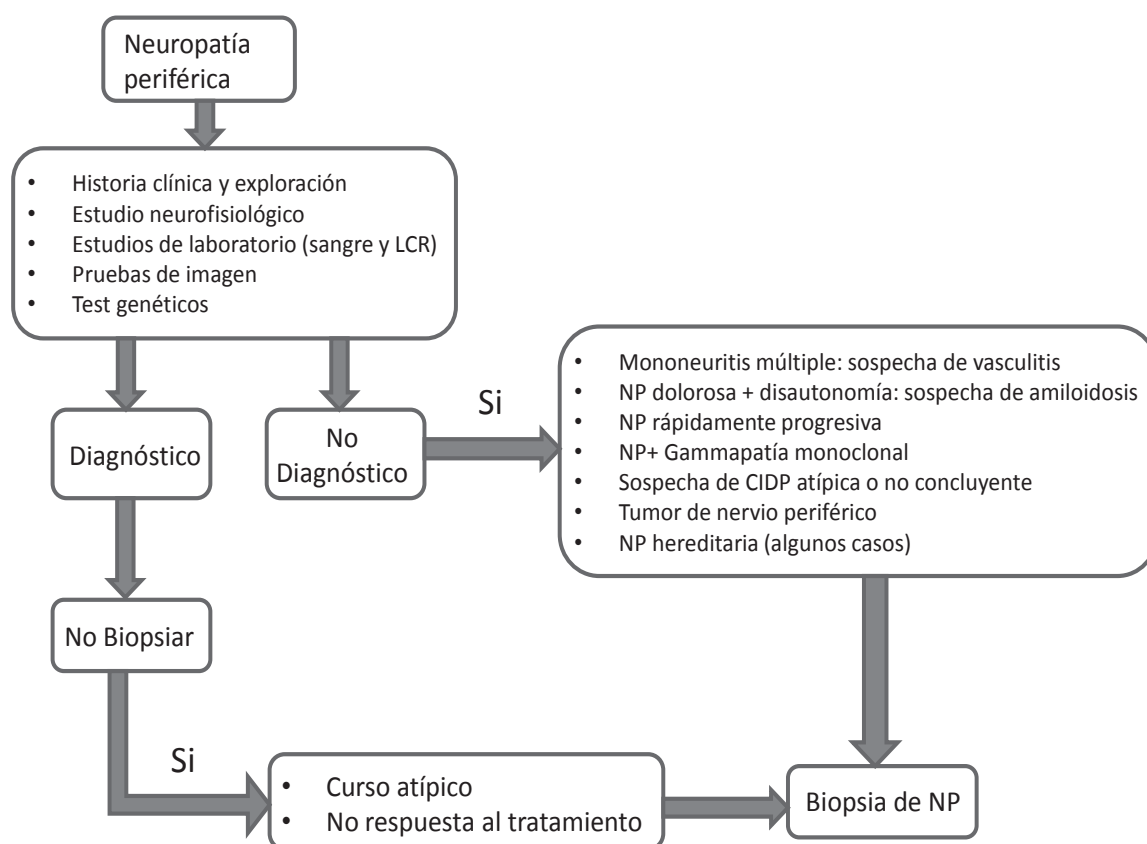 Neuropatía
periférica
• Historia clínica y exploración
• Estudio neurofisiológico
• Estudios de laboratorio (sangre y LCR)
• Pruebas de imagen
• Test genéticos
Diagnóstico
No
Diagnóstico
Si
• Mononeuritis múltiple: sospecha de vasculitis
• NP dolorosa + disautonomía: sospecha de amiloidosis
• NP rápidamente progresiva
• NP+ Gammapatía monoclonal
• Sospecha de CIDP atípica o no concluyente
• Tumor de nervio periférico
• NP hereditaria (algunos casos)
No Biopsiar
Si
• Curso atípico
• No respuesta al tratamiento
Biopsia de NP